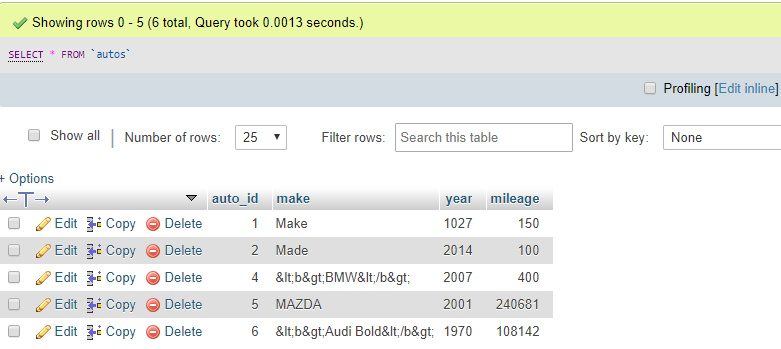 Showing rows 0 - 5 (6 total, Query took 0.0013 seconds.)
SELECT * FROM `autos`
Profiling [Edit inline]
Show all | Number of rows: 25 Filter rows: Search this table Sort by key: None
+ Options
←T→ auto_id make year mileage
Edit Copy Delete 1 Make 1027 150
Edit Copy Delete 2 Made 2014 100
Edit Copy Delete 4 &lt;b&gt;BMW&lt;/b&gt; 2007 400
Edit Copy Delete 5 MAZDA 2001 240681
Edit Copy Delete 6 &lt;b&gt;Audi Bold&lt;/b&gt; 1970 108142